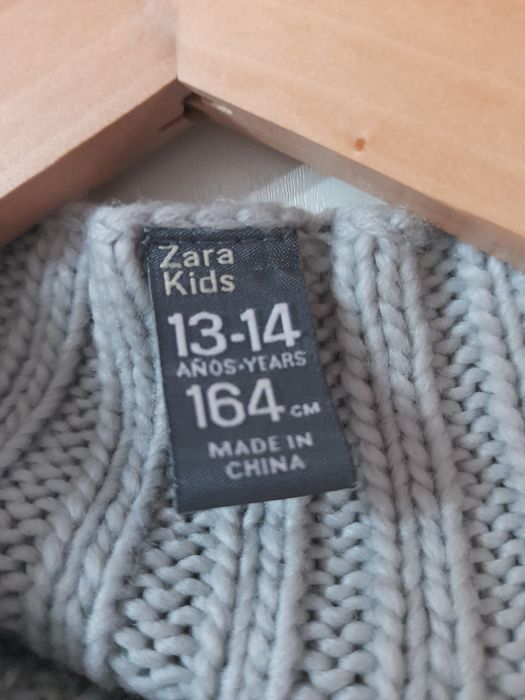 Zara
Kids
13-14
AÑOS·YEARS
164 CM
MADE IN
CHINA